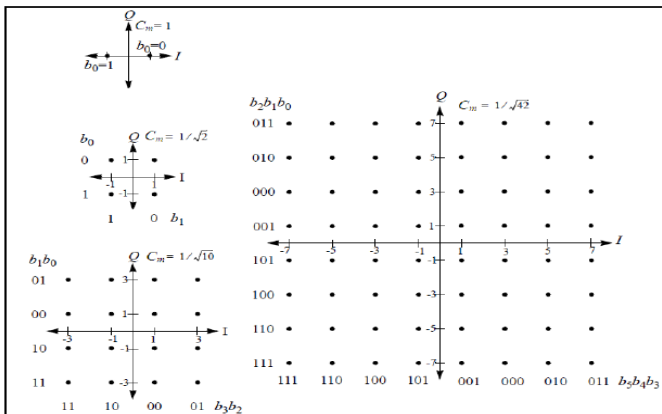 Q
C_m = 1
b_0=0
b_0=1
I
b_0
Q C_m = 1/√2
0 1
-1 1 I
1 -1
1 0 b_1
b_1b_0
Q C_m = 1/√10
01 3
00 1
-3 -1 1 3 I
10 -1
11 -3
11 10 00 01 b_3b_2
b_2b_1b_0
Q
C_m = 1/√42
011 7
010 5
000 3
001 1
-7 -5 -3 -1 1 3 5 7 I
101 -1
100 -3
110 -5
111 -7
111 110 100 101 001 000 010 011 b_5b_4b_3